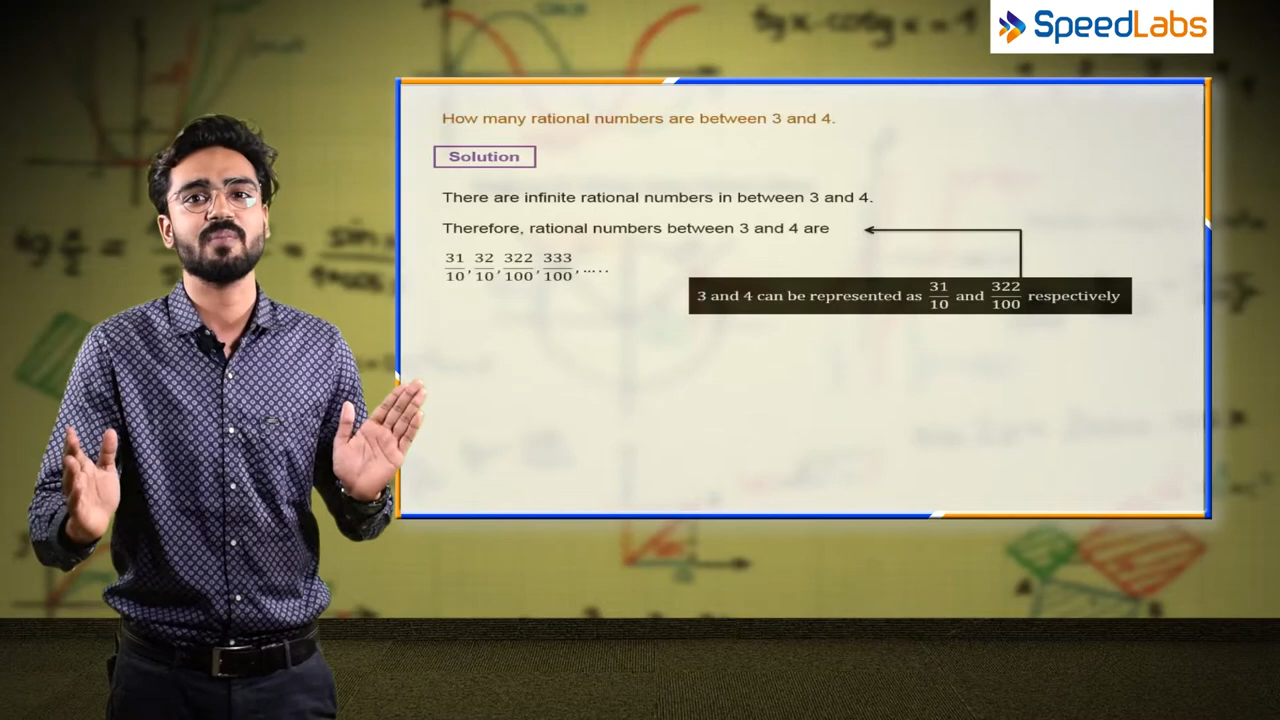 SpeedLabs
How many rational numbers are between 3 and 4.
Solution
There are infinite rational numbers in between 3 and 4.
Therefore, rational numbers between 3 and 4 are
31/10, 32/10, 322/100, 333/100, .....
3 and 4 can be represented as 31/10 and 322/100 respectively